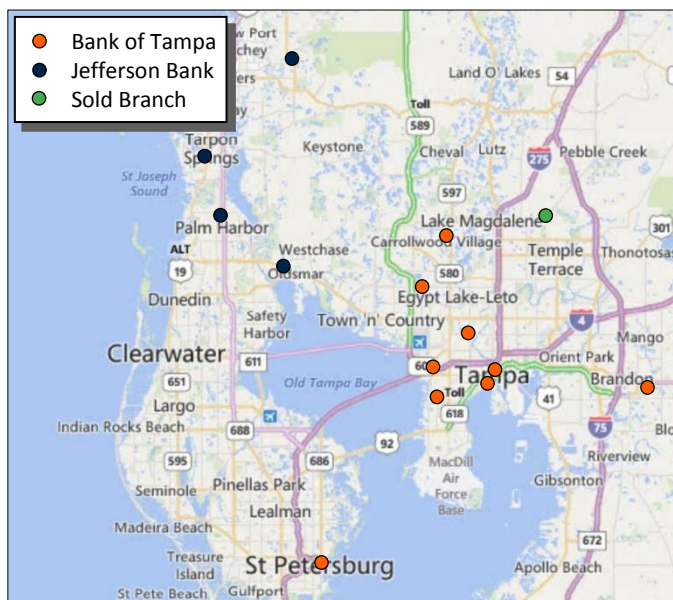 Bank of Tampa
Jefferson Bank
Sold Branch
Land O' Lakes
54
Toll
589
Tarpon
Springs
Keystone
Cheval
Lutz
275
Pebble Creek
St Joseph
Sound
597
Palm Harbor
Lake Magdalene
Carrollwood Village
301
ALT
19
Westchase
Oldsmar
580
Temple
Terrace
Thonotosas
Dunedin
Egypt Lake-Leto
Safety
Harbor
Town 'n' Country
4
Mango
Clearwater
611
60
Orient Park
Tampa
651
Old Tampa Bay
Toll
Brandon
Largo
618
41
Indian Rocks Beach
688
92
75
595
686
MacDill
Air
Force
Base
Riverview
Seminole
Pinellas Park
Gibsonton
Lealman
Madeira Beach
672
Treasure
Island
St Petersburg
Apollo Beach
St Pete Beach
Gulfport